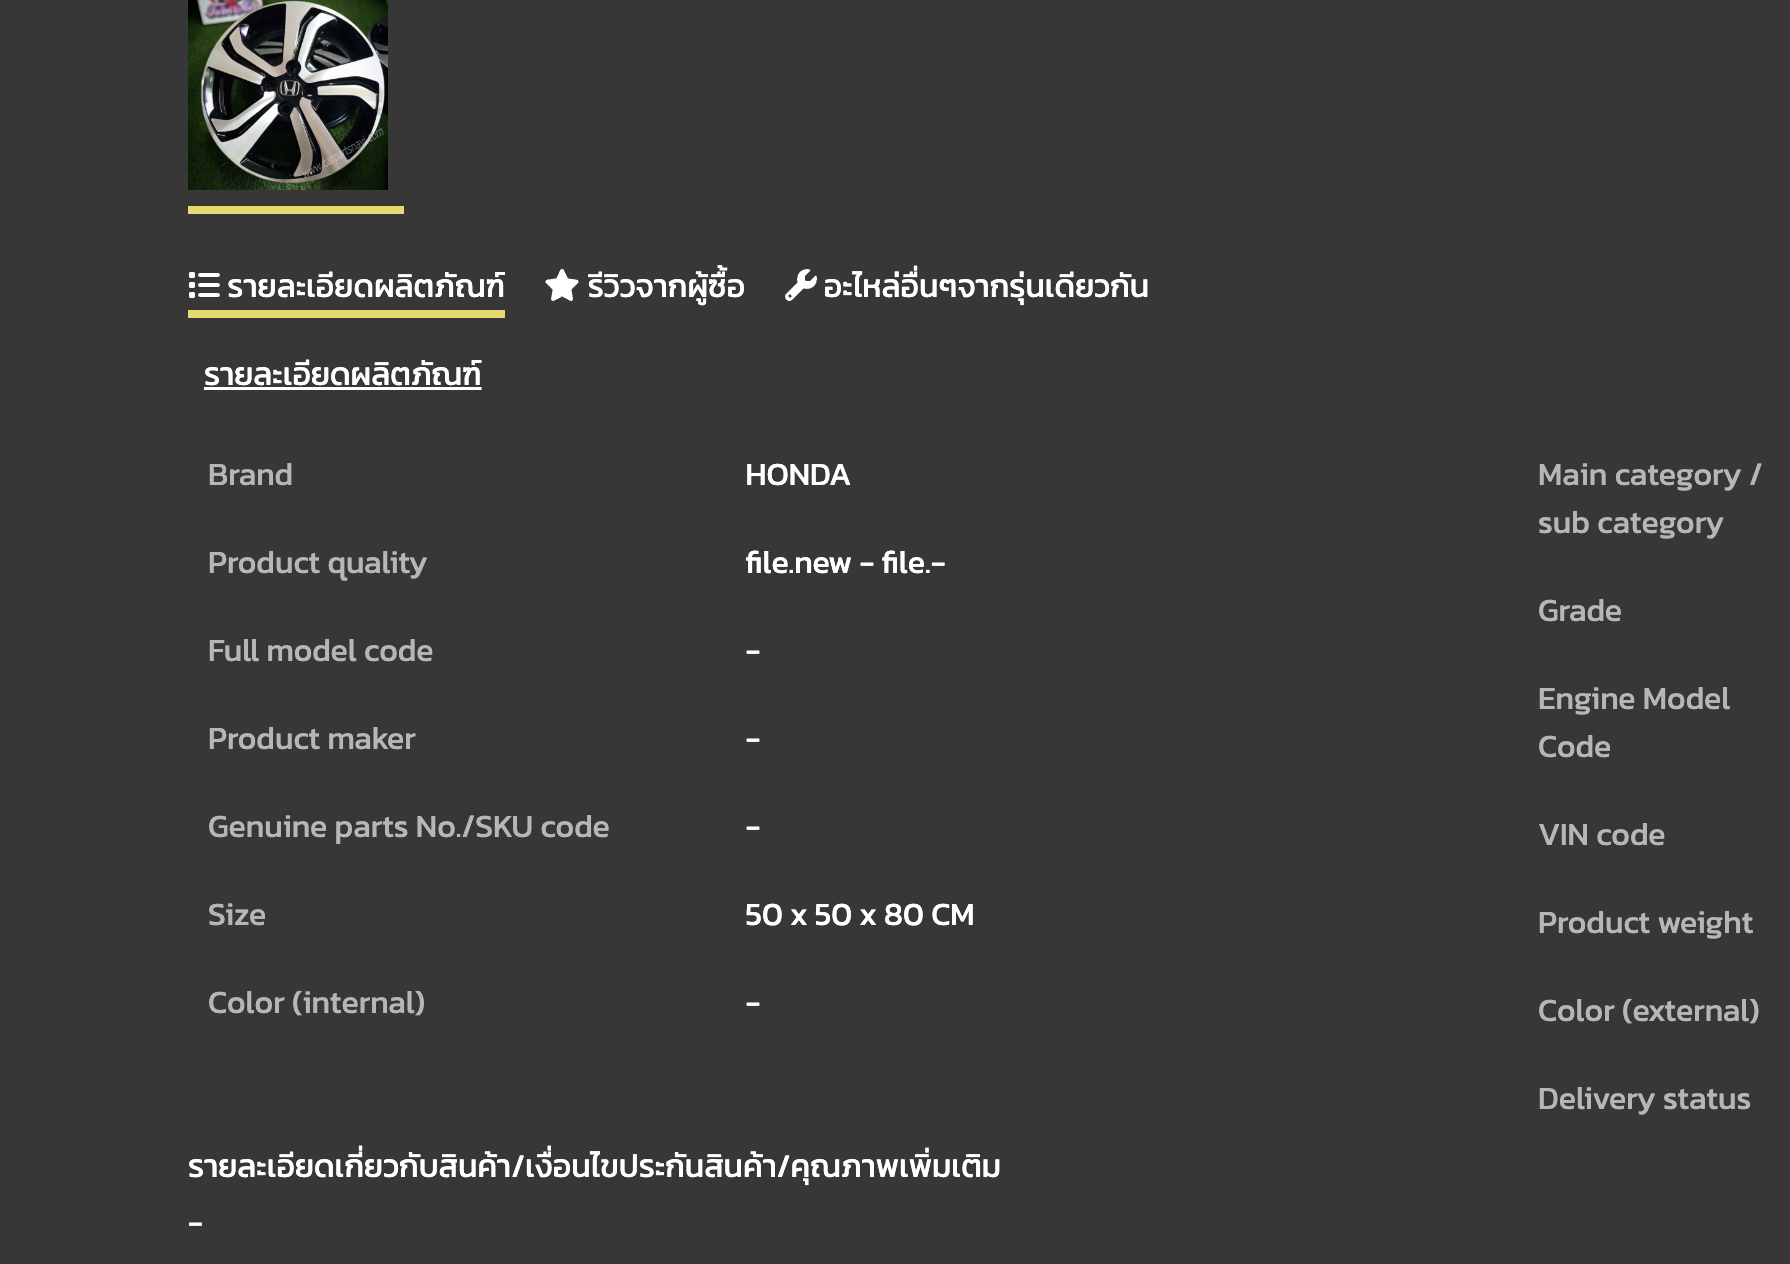 www.carpartsnavi.com
รายละเอียดผลิตภัณฑ์ รีวิวจากผู้ซื้อ อะไหล่อื่นๆจากรุ่นเดียวกัน
รายละเอียดผลิตภัณฑ์
Brand HONDA
Product quality file.new - file.-
Full model code -
Product maker -
Genuine parts No./SKU code -
Size 50 x 50 x 80 CM
Color (internal) -
Main category /
sub category
Grade
Engine Model
Code
VIN code
Product weight
Color (external)
Delivery status
รายละเอียดเกี่ยวกับสินค้า/เงื่อนไขประกันสินค้า/คุณภาพเพิ่มเติม
-